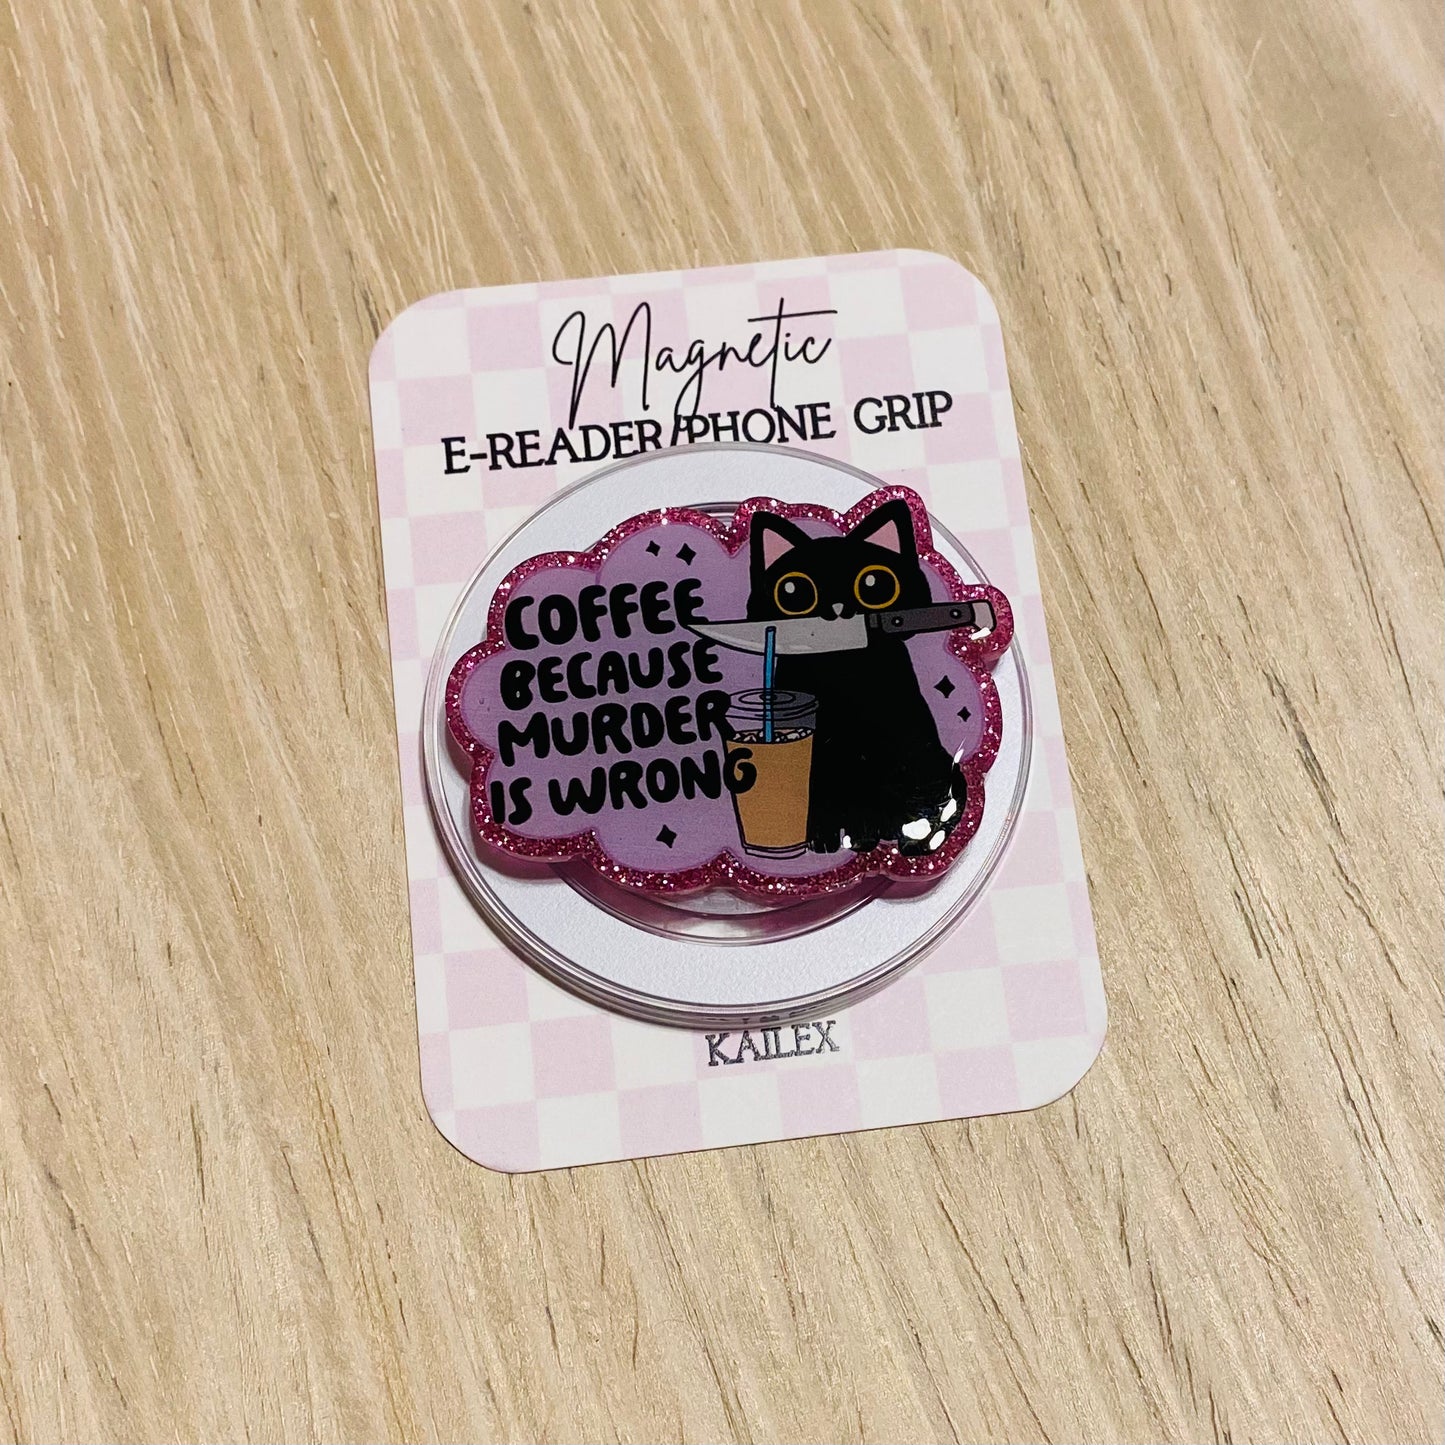 Magnetic
E-READER/PHONE GRIP
COFFEE
BECAUSE
MURDER
IS WRONG
KAILEX